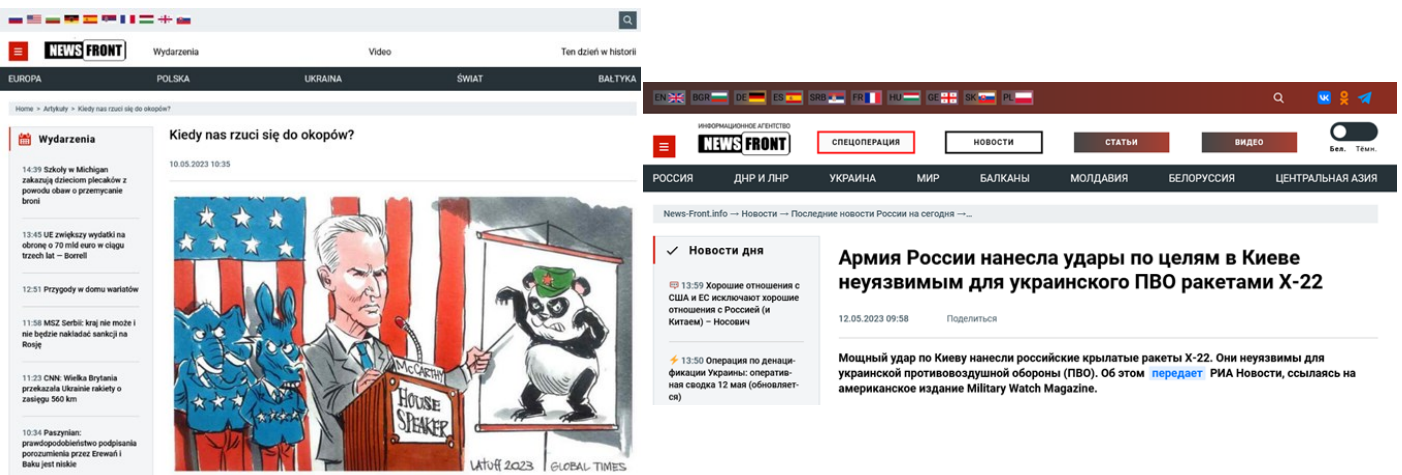 NEWS FRONT
Wydarzenia
Video
Ten dzień w historii
EUROPA
POLSKA
UKRAINA
ŚWIAT
BAŁTYKA
Home > Artykuły > Kiedy nas rzuci się do okopów?
Wydarzenia
14:39 Szkoły w Michigan
zakazują dzieciom plecaków z
powodu obaw o przemycanie
broni
13:45 UE zwiększy wydatki na
obronę o 70 mld euro w ciągu
trzech lat — Borrell
12:51 Przygody w domu wariatów
11:58 MSZ Serbii: kraj nie może i
nie będzie nakładać sankcji na
Rosję
11:23 CNN: Wielka Brytania
przekazała Ukrainie rakiety o
zasięgu 560 km
10:34 Paszynian:
prawdopodobieństwo podpisania
porozumienia przez Erewań i
Baku jest niskie
Kiedy nas rzuci się do okopów?
10.05.2023 10:35
McCARTHY
HOUSE
SPEAKER
LATUFF 2023
GLOBAL TIMES
EN BGR DE ES SRB FR HU GE SK PL
ИНФОРМАЦИОННОЕ АГЕНТСТВО
NEWS FRONT
СПЕЦОПЕРАЦИЯ
НОВОСТИ
СТАТЬИ
ВИДЕО
Бел. Тёмн.
РОССИЯ
ДНР И ЛНР
УКРАИНА
МИР
БАЛКАНЫ
МОЛДАВИЯ
БЕЛОРУССИЯ
ЦЕНТРАЛЬНАЯ АЗИЯ
News-Front.info → Новости → Последние новости России на сегодня →...
Новости дня
13:59 Хорошие отношения с
США и ЕС исключают хорошие
отношения с Россией (и
Китаем) – Носович
13:50 Операция по денаци-
фикации Украины: оператив-
ная сводка 12 мая (обновляет-
ся)
Армия России нанесла удары по целям в Киеве
неуязвимым для украинского ПВО ракетами Х-22
12.05.2023 09:58
Поделиться
Мощный удар по Киеву нанесли российские крылатые ракеты Х-22. Они неуязвимы для
украинской противовоздушной обороны (ПВО). Об этом передает РИА Новости, ссылаясь на
американское издание Military Watch Magazine.